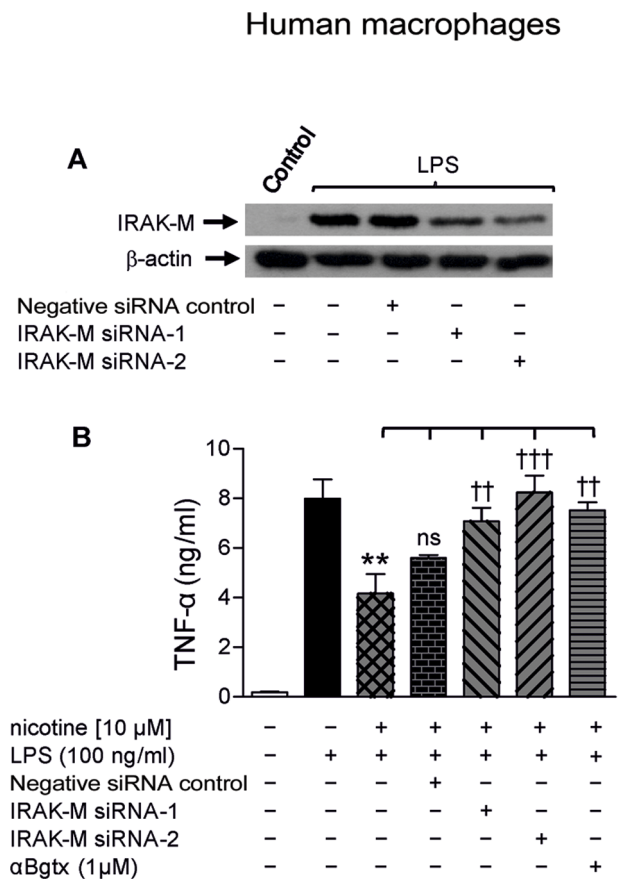 Human macrophages
A
Control
LPS
IRAK-M
β-actin
Negative siRNA control – – + – –
IRAK-M siRNA-1 – – – + –
IRAK-M siRNA-2 – – – – +
B
10
8
6
4
2
0
TNF-α (ng/ml)
**
ns
††
†††
††
nicotine [10 µM] – – + + + + +
LPS (100 ng/ml) – + + + + + +
Negative siRNA control – – – + – – –
IRAK-M siRNA-1 – – – – + – –
IRAK-M siRNA-2 – – – – – + –
αBgtx (1µM) – – – – – – +